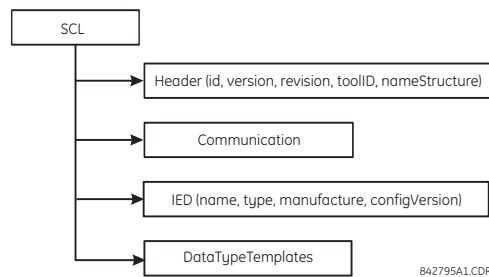 SCL
Header (id, version, revision, toolID, nameStructure)
Communication
IED (name, type, manufacture, configVersion)
DataTypeTemplates
842795A1.CDR